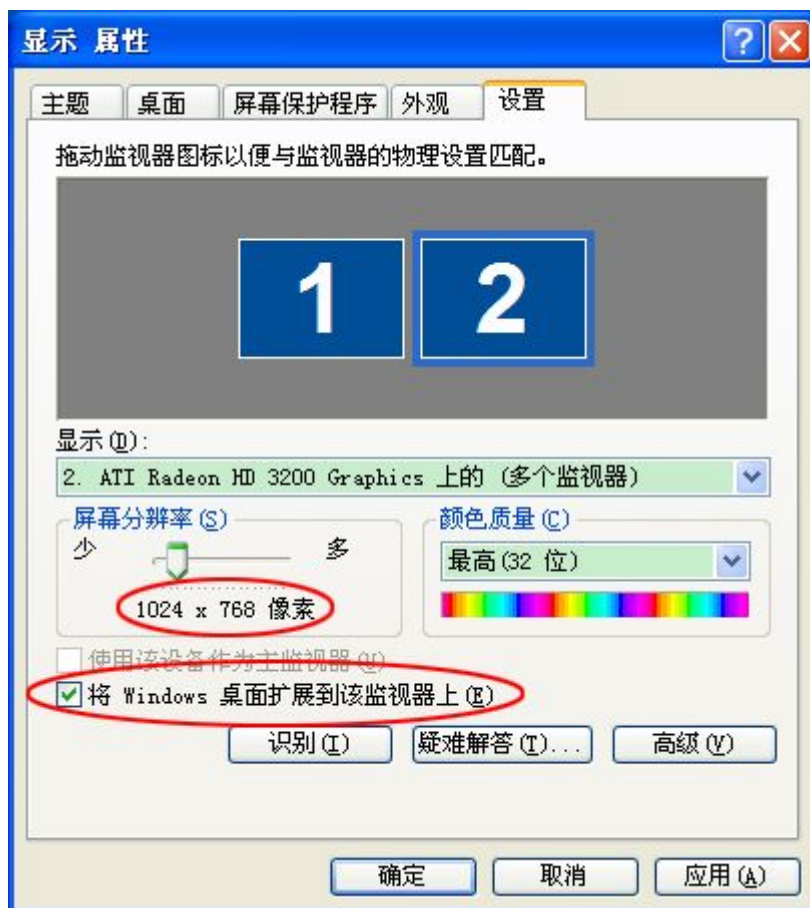 显示 属性
主题 桌面 屏幕保护程序 外观 设置
拖动监视器图标以便与监视器的物理设置匹配。
1 2
显示(D):
2. ATI Radeon HD 3200 Graphics 上的 (多个监视器)
屏幕分辨率(S) 颜色质量(C)
少 多 最高(32 位)
1024 x 768 像素
使用该设备作为主监视器(U)
将 Windows 桌面扩展到该监视器上(E)
识别(I) 疑难解答(T)... 高级(V)
确定 取消 应用(A)